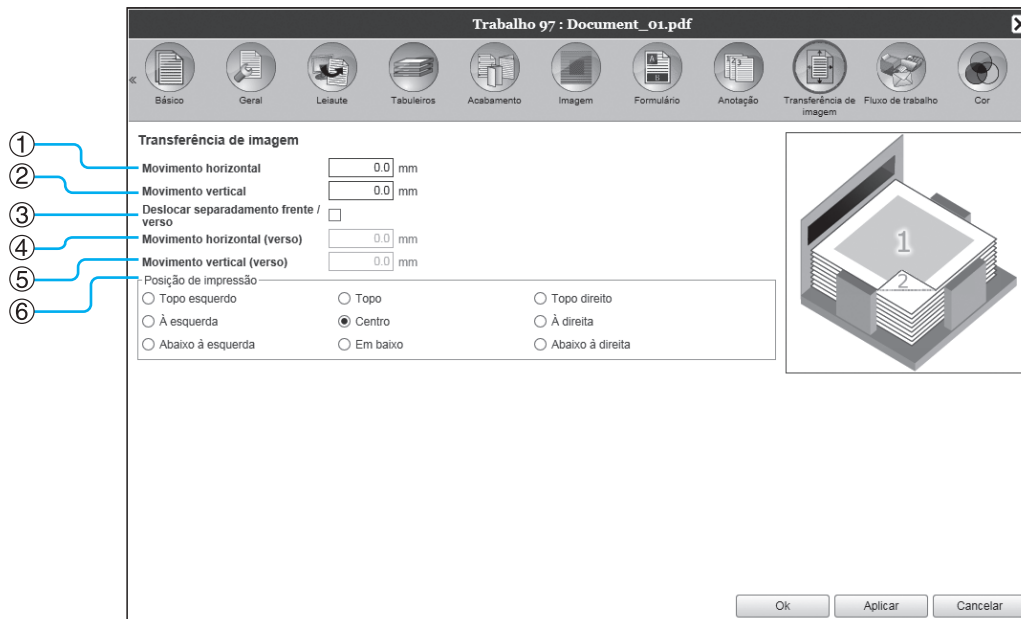 Trabalho 97 : Document_01.pdf
«
Básico Geral Leiaute Tabuleiros Acabamento Imagem Formulário Anotação Transferência de imagem Fluxo de trabalho Cor
Transferência de imagem
① Movimento horizontal 0.0 mm
② Movimento vertical 0.0 mm
③ Deslocar separadamento frente /
verso
④ Movimento horizontal (verso) 0.0 mm
⑤ Movimento vertical (verso) 0.0 mm
⑥ Posição de impressão
Topo esquerdo Topo Topo direito
À esquerda Centro À direita
Abaixo á esquerda Em baixo Abaixo á direita
1
2
Ok Aplicar Cancelar